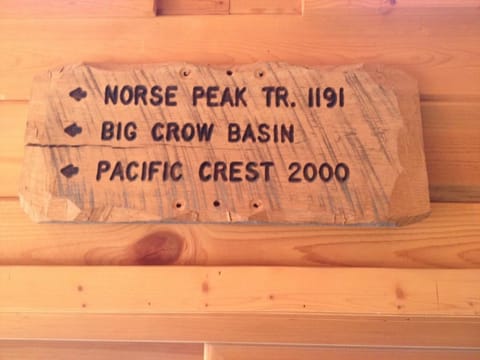 NORSE PEAK TR. 1191
BIG CROW BASIN
PACIFIC CREST 2000